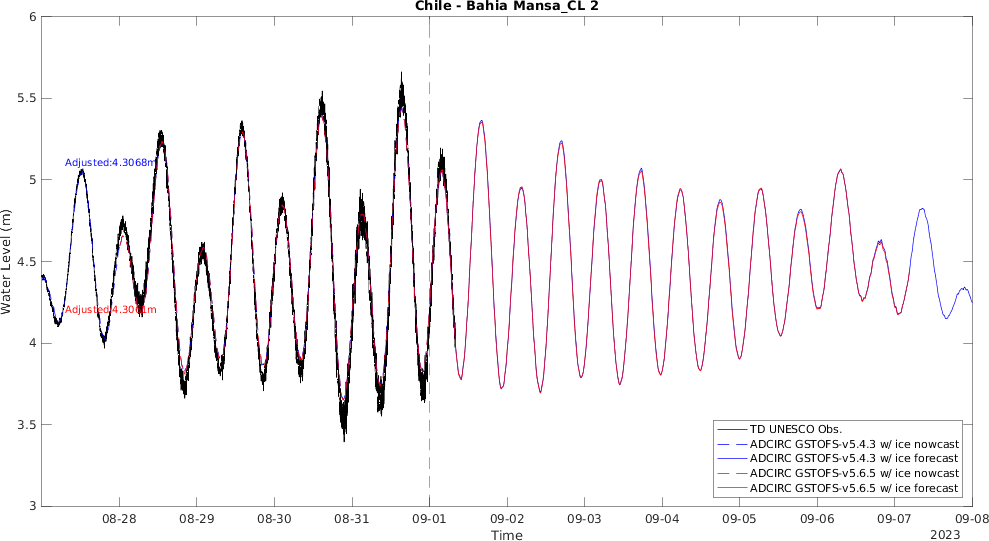 Chile - Bahia Mansa_CL 2
6
5.5
5
4.5
4
3.5
3
Water Level (m)
Adjusted:4.3068m
Adjusted:4.3061m
TD UNESCO Obs.
ADCIRC GSTOFS-v5.4.3 w/ ice nowcast
ADCIRC GSTOFS-v5.4.3 w/ ice forecast
ADCIRC GSTOFS-v5.6.5 w/ ice nowcast
ADCIRC GSTOFS-v5.6.5 w/ ice forecast
08-28 08-29 08-30 08-31 09-01 09-02 09-03 09-04 09-05 09-06 09-07 09-08
Time
2023